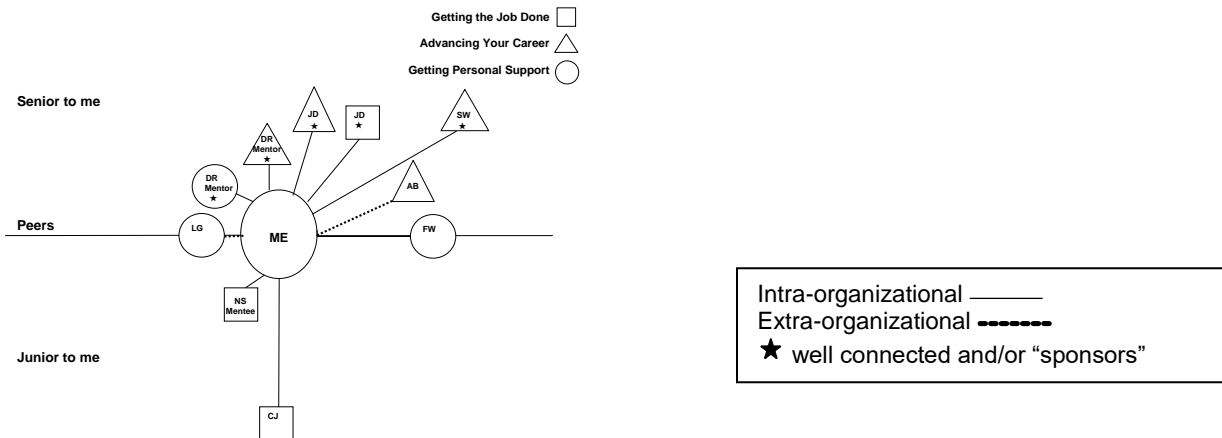 Getting the Job Done
Advancing Your Career
Getting Personal Support
Senior to me
JD
JD
SW
DR
Mentor
DR
Mentor
AB
Peers
LG
ME
FW
NS
Mentee
Junior to me
CJ
Intra-organizational
Extra-organizational
well connected and/or “sponsors”